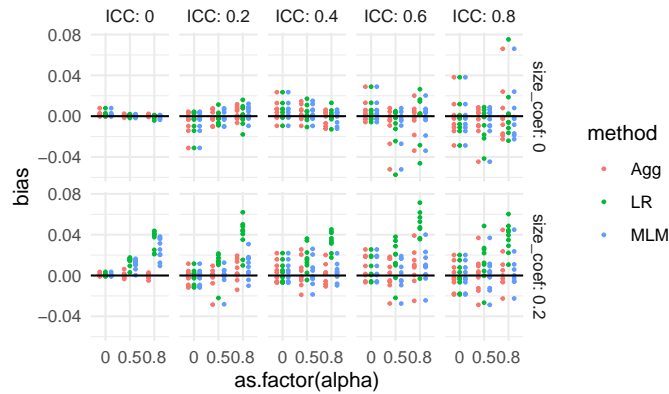 ICC: 0 ICC: 0.2 ICC: 0.4 ICC: 0.6 ICC: 0.8
0.08
0.04
0.00
−0.04
size_coef: 0
0.08
0.04
0.00
−0.04
size_coef: 0.2
bias
0 0.50.8 0 0.50.8 0 0.50.8 0 0.50.8 0 0.50.8
as.factor(alpha)
method
Agg
LR
MLM